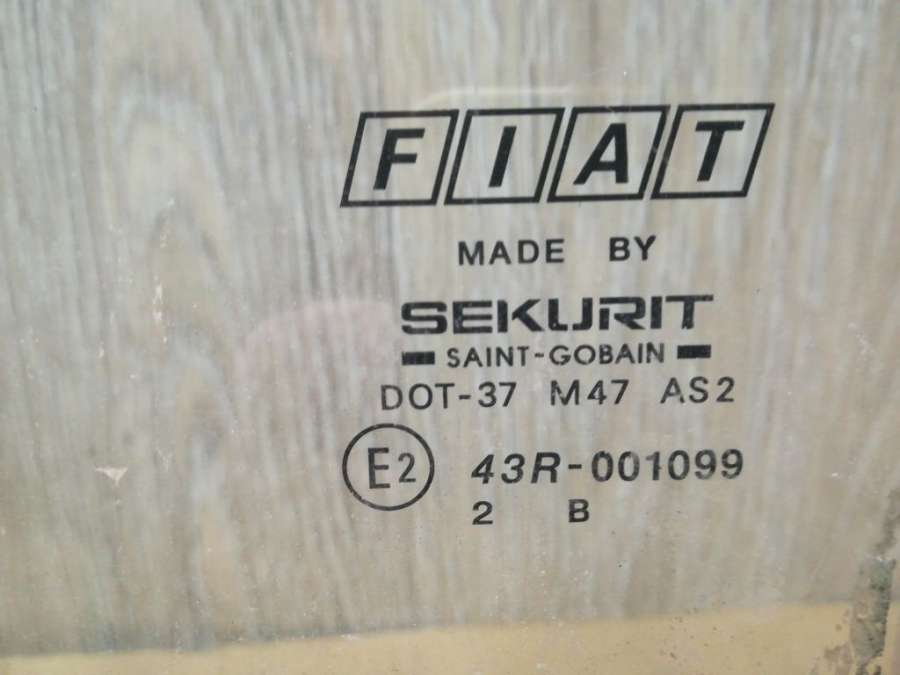 FIAT
MADE BY
SEKURIT
SAINT-GOBAIN
DOT-37 M47 AS2
E2 43R-001099
2 B